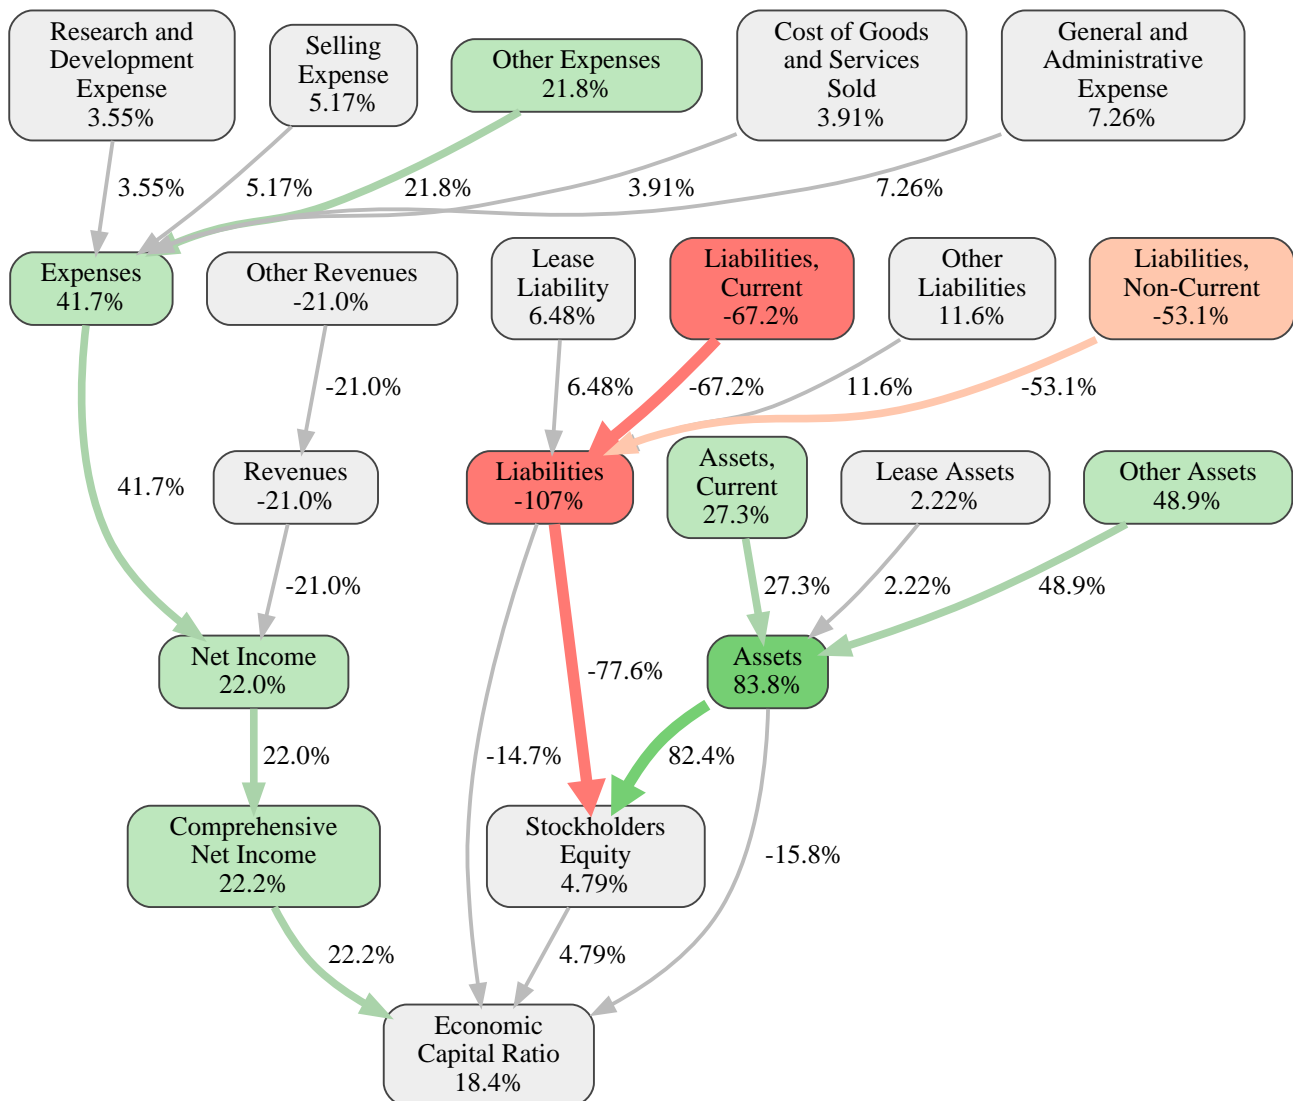 Research and
Development
Expense
3.55%
Selling
Expense
5.17%
Other Expenses
21.8%
Cost of Goods
and Services
Sold
3.91%
General and
Administrative
Expense
7.26%
3.55%
5.17%
21.8%
3.91%
7.26%
Expenses
41.7%
Other Revenues
-21.0%
Lease
Liability
6.48%
Liabilities,
Current
-67.2%
Other
Liabilities
11.6%
Liabilities,
Non-Current
-53.1%
-21.0%
6.48%
-67.2%
11.6%
-53.1%
41.7%
Revenues
-21.0%
Liabilities
-107%
Assets,
Current
27.3%
Lease Assets
2.22%
Other Assets
48.9%
-21.0%
27.3%
2.22%
48.9%
Net Income
22.0%
-77.6%
Assets
83.8%
22.0%
-14.7%
82.4%
Comprehensive
Net Income
22.2%
Stockholders
Equity
4.79%
-15.8%
22.2%
4.79%
Economic
Capital Ratio
18.4%